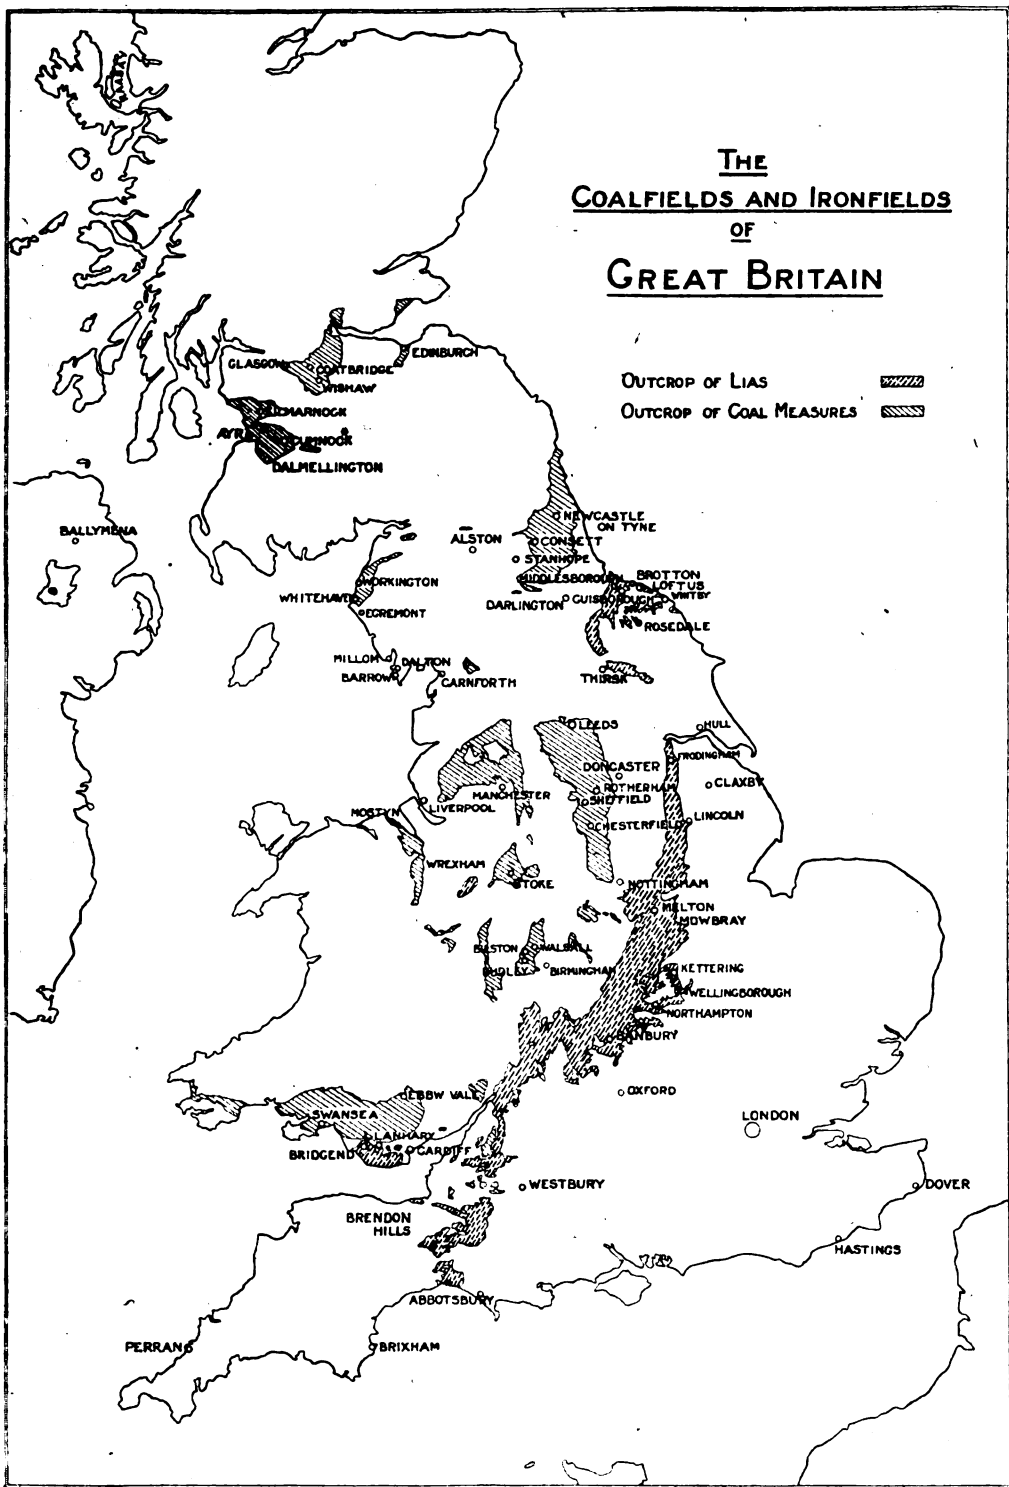 RAASAY
THE
COALFIELDS AND IRONFIELDS
OF
GREAT BRITAIN
OUTCROP OF LIAS
OUTCROP OF COAL MEASURES
EDINBURGH
GLASGOW
COATBRIDGE
WISHAW
KILMARNOCK
AYR
CUMNOCK
DALMELLINGTON
BALLYMENA
NEWCASTLE
ON TYNE
ALSTON
CONSETT
STANHOPE
MIDDLESBOROUGH
BROTTON
LOFTUS
WORKINGTON
WHITEHAVEN
DARLINGTON
GUISBOROUGH
WHITBY
EGREMONT
ROSEDALE
MILLOM
DALTON
BARROW
CARNFORTH
THIRSK
LEEDS
HULL
FRODINGHAM
DONCASTER
CLAXBY
ROTHERHAM
MANCHESTER
SHEFFIELD
LIVERPOOL
MOSTYN
LINCOLN
CHESTERFIELD
WREXHAM
STOKE
NOTTINGHAM
MELTON
MOWBRAY
BILSTON
WALSALL
DUDLEY
BIRMINGHAM
KETTERING
WELLINGBOROUGH
NORTHAMPTON
BANBURY
OXFORD
EBBW VALE
SWANSEA
LONDON
LLANHARY
BRIDGEND
CARDIFF
WESTBURY
DOVER
BRENDON
HILLS
HASTINGS
ABBOTSBURY
PERRAN
BRIXHAM